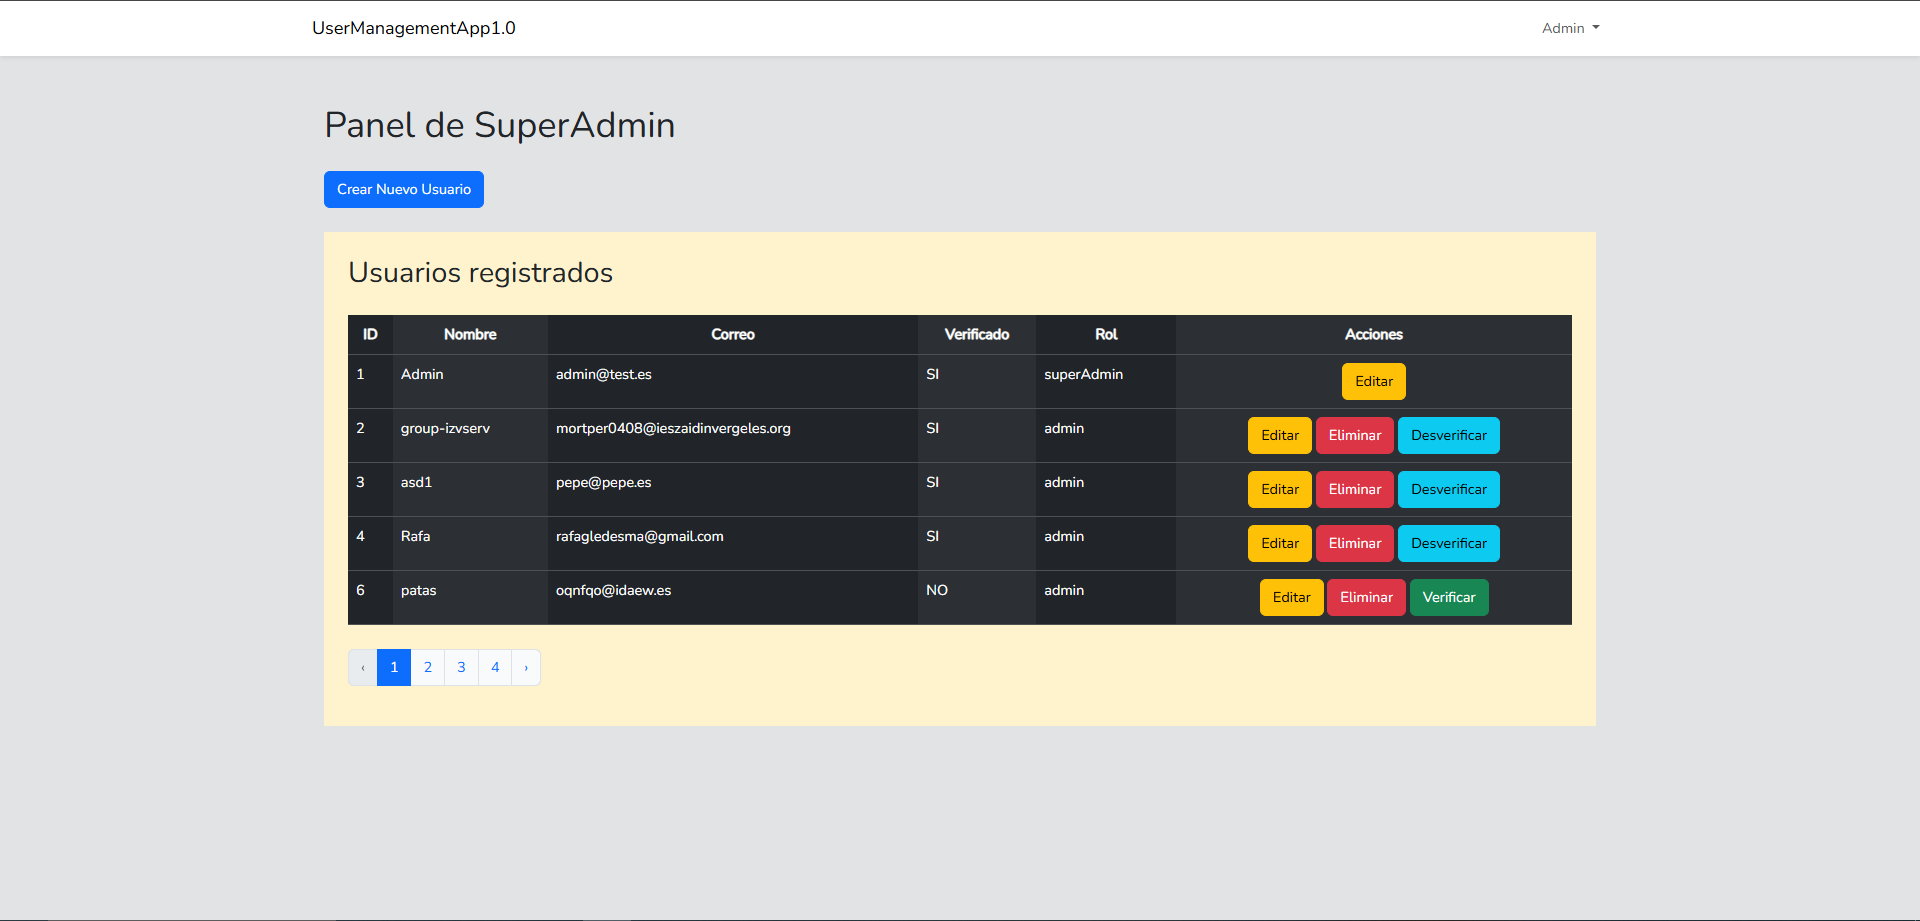 UserManagementApp1.0 Admin
Panel de SuperAdmin
Crear Nuevo Usuario
Usuarios registrados
ID Nombre Correo Verificado Rol Acciones
1 Admin admin@test.es SI superAdmin Editar
2 group-izvserv mortper0408@ieszaidinvergeles.org SI admin Editar Eliminar Desverificar
3 asd1 pepe@pepe.es SI admin Editar Eliminar Desverificar
4 Rafa rafagledesma@gmail.com SI admin Editar Eliminar Desverificar
6 patas oqnfqo@idaew.es NO admin Editar Eliminar Verificar
‹ 1 2 3 4 ›